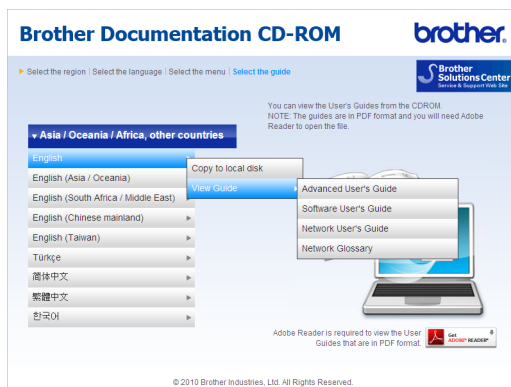 Brother Documentation CD-ROM
brother.
Select the region | Select the language | Select the menu | Select the guide
Brother
Solutions Center
Service & Support Web Site
You can view the User's Guides from the CDROM.
NOTE: The guides are in PDF format and you will need Adobe
Reader to open the file.
Asia / Oceania / Africa, other countries
English
Copy to local disk
English (Asia / Oceania)
View Guide
Advanced User's Guide
English (South Africa / Middle East)
Software User's Guide
English (Chinese mainland)
Network User's Guide
English (Taiwan)
Network Glossary
Türkçe
简体中文
繁體中文
한국어
Adobe Reader is required to view the User
Guides that are in PDF format.
Get
ADOBE® READER®
© 2010 Brother Industries, Ltd. All Rights Reserved.